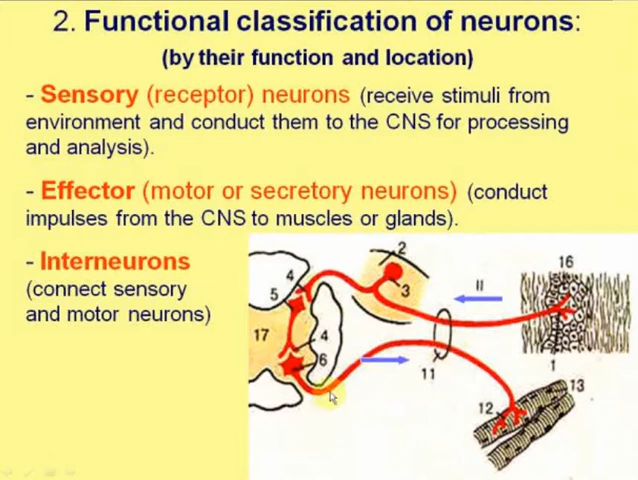 2. Functional classification of neurons:
(by their function and location)
- Sensory (receptor) neurons (receive stimuli from
environment and conduct them to the CNS for processing
and analysis).
- Effector (motor or secretory neurons) (conduct
impulses from the CNS to muscles or glands).
- Interneurons
(connect sensory
and motor neurons)
2
16
4
3
II
5
17
4
6
1
11
13
12